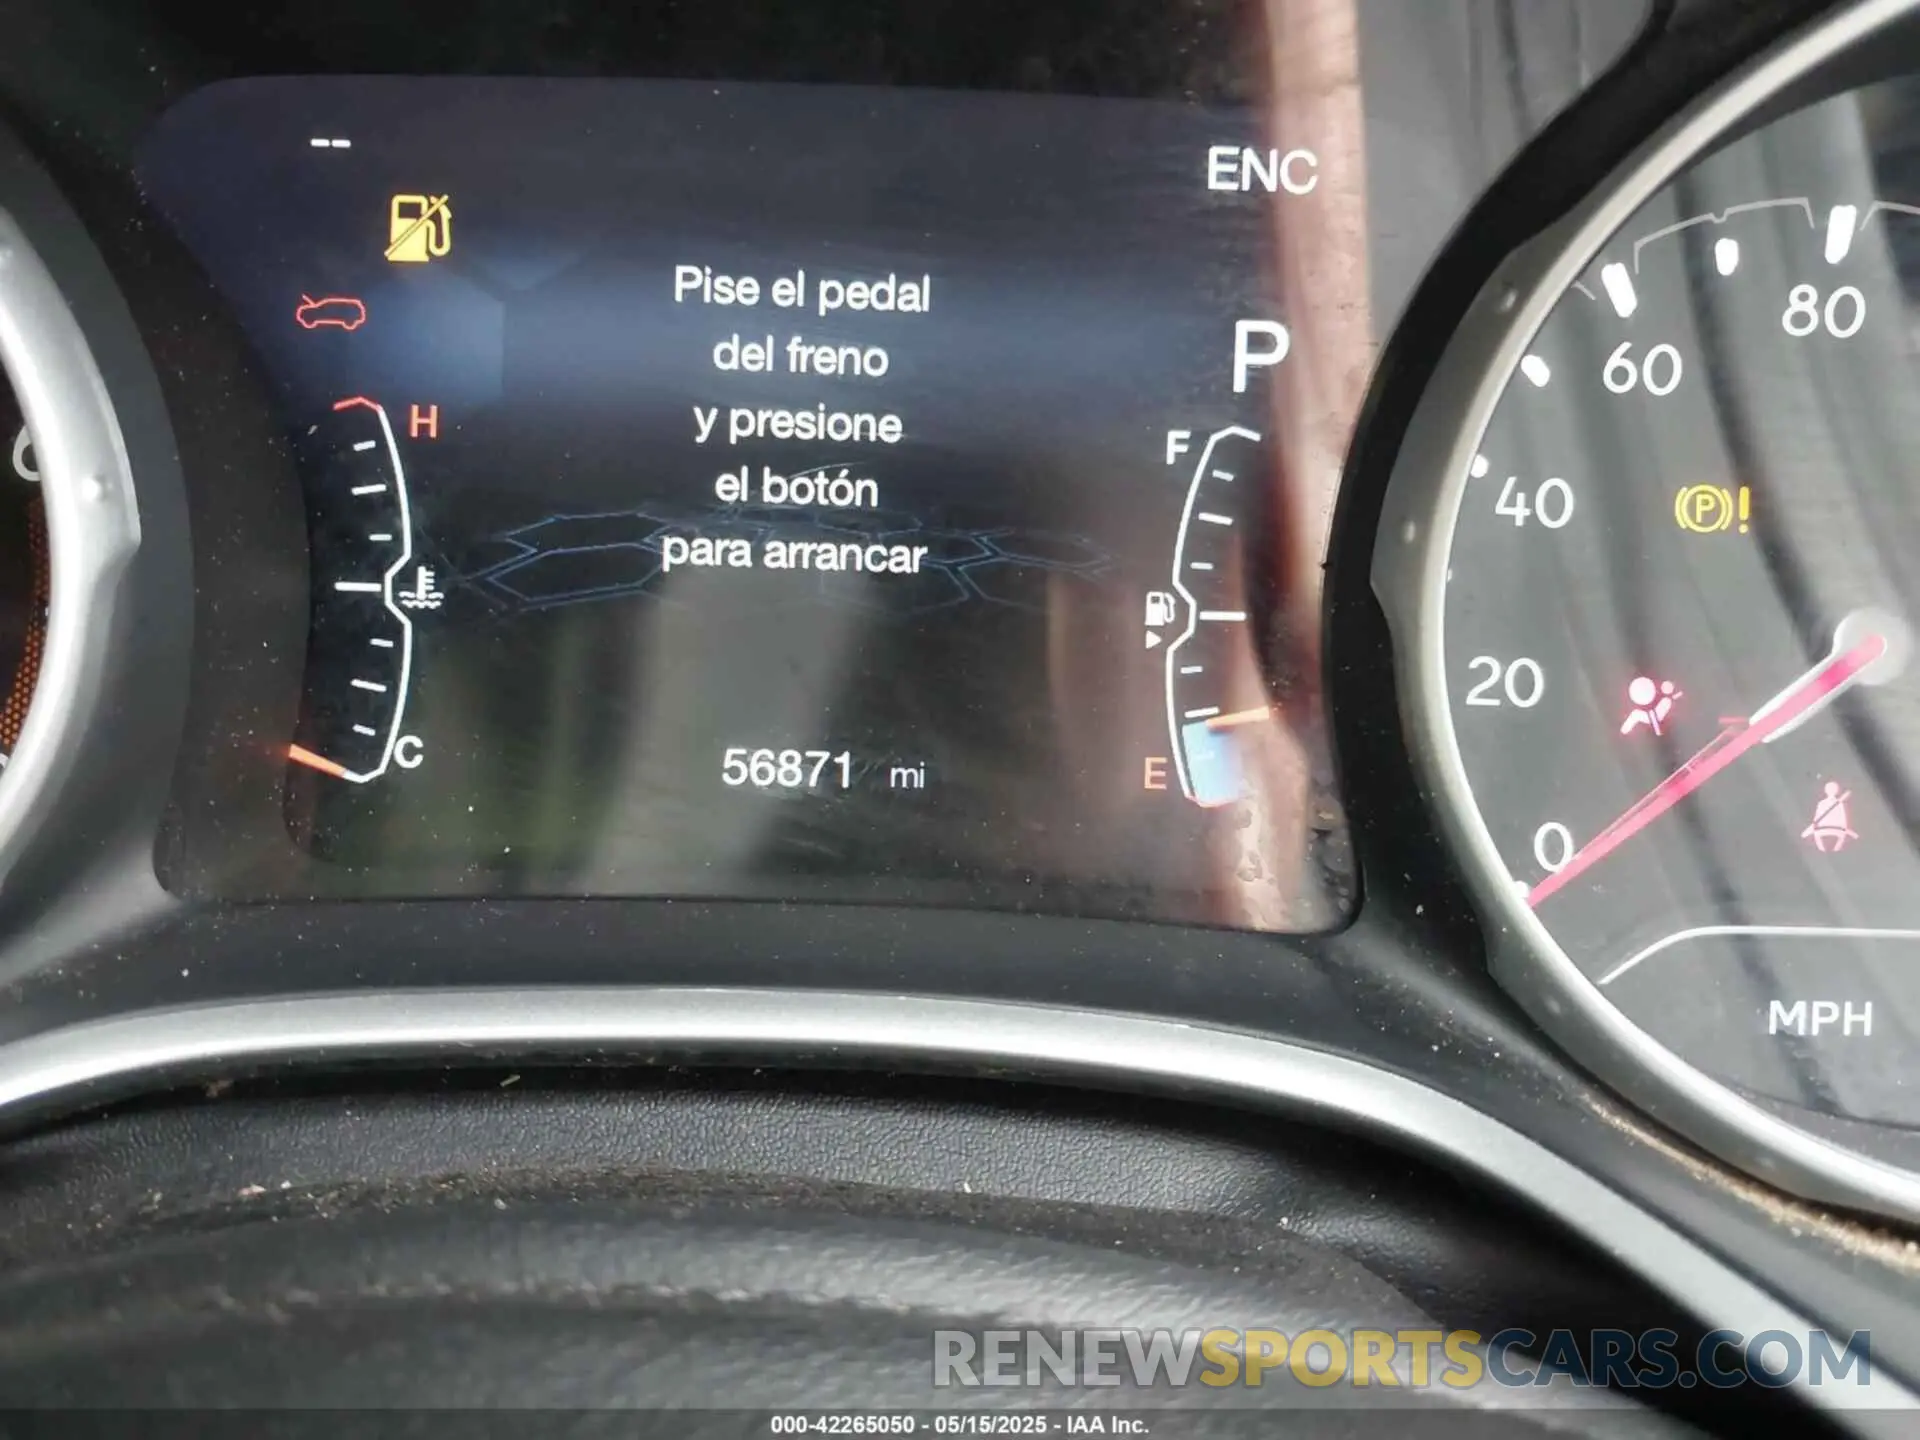 --
ENC
Pise el pedal
del freno
y presione
el botón
para arrancar
P
H
C
F
E
56871 mi
80
60
40
20
0
(P)!
MPH
RENEWSPORTSCARS.COM
000-42265050 - 05/15/2025 - IAA Inc.